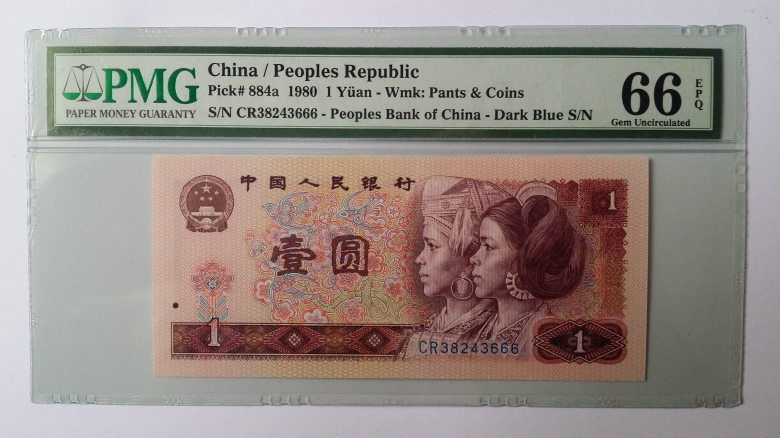 PMG
PAPER MONEY GUARANTY
China / Peoples Republic
Pick# 884a 1980 1 Yüan - Wmk: Pants & Coins
S/N CR38243666 - Peoples Bank of China - Dark Blue S/N
66
EPQ
Gem Uncirculated
中国人民银行
1
壹圆
1
CR38243666
1